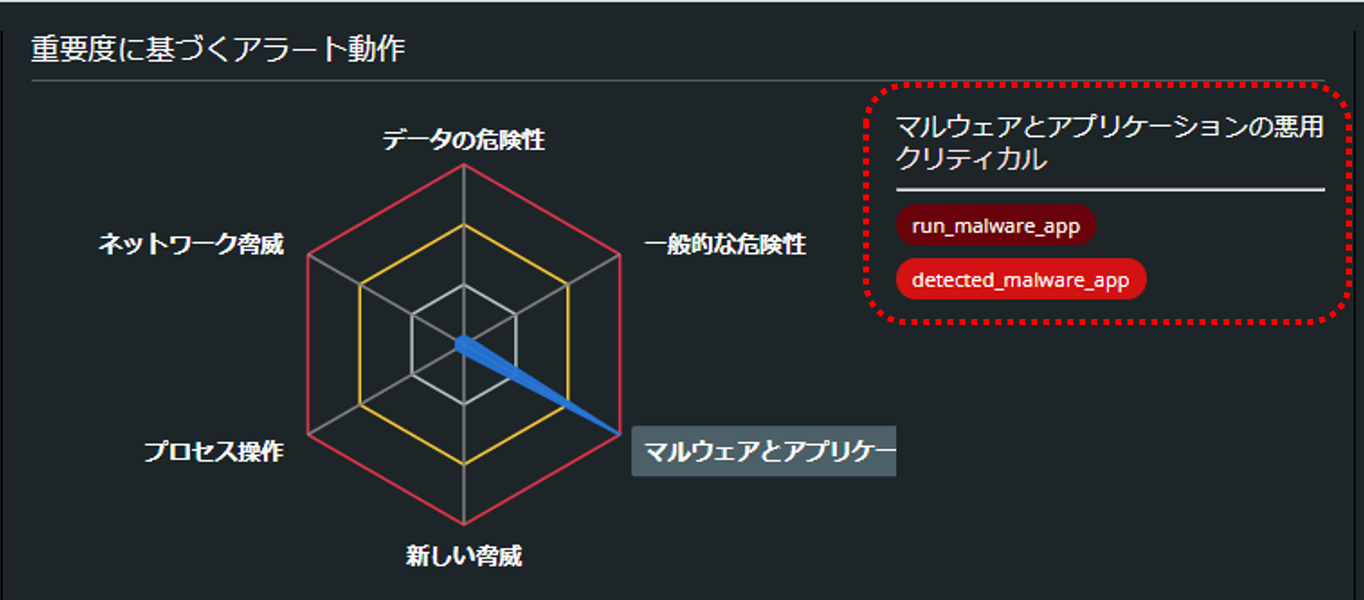 重要度に基づくアラート動作
データの危険性
ネットワーク脅威
一般的な危険性
プロセス操作
マルウェアとアプリケー
新しい脅威
マルウェアとアプリケーションの悪用
クリティカル
run_malware_app
detected_malware_app